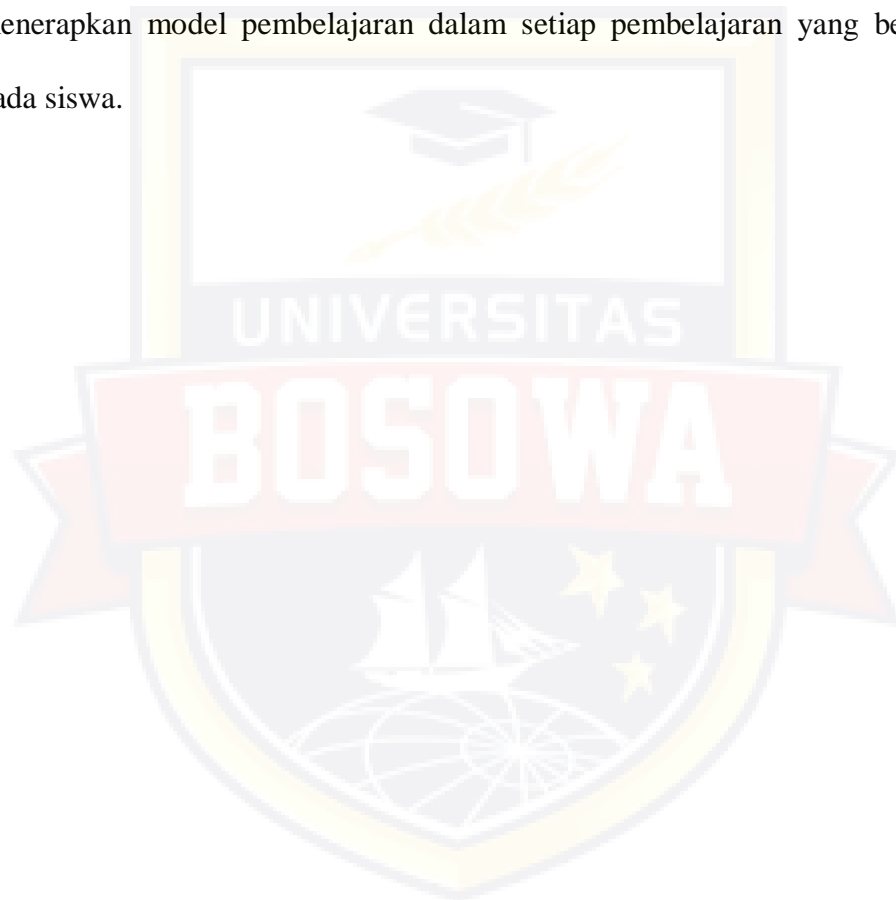 enerapkan model pembelajaran dalam setiap pembelajaran yang be
ada siswa.
UNIVERSITAS
BOSOWA